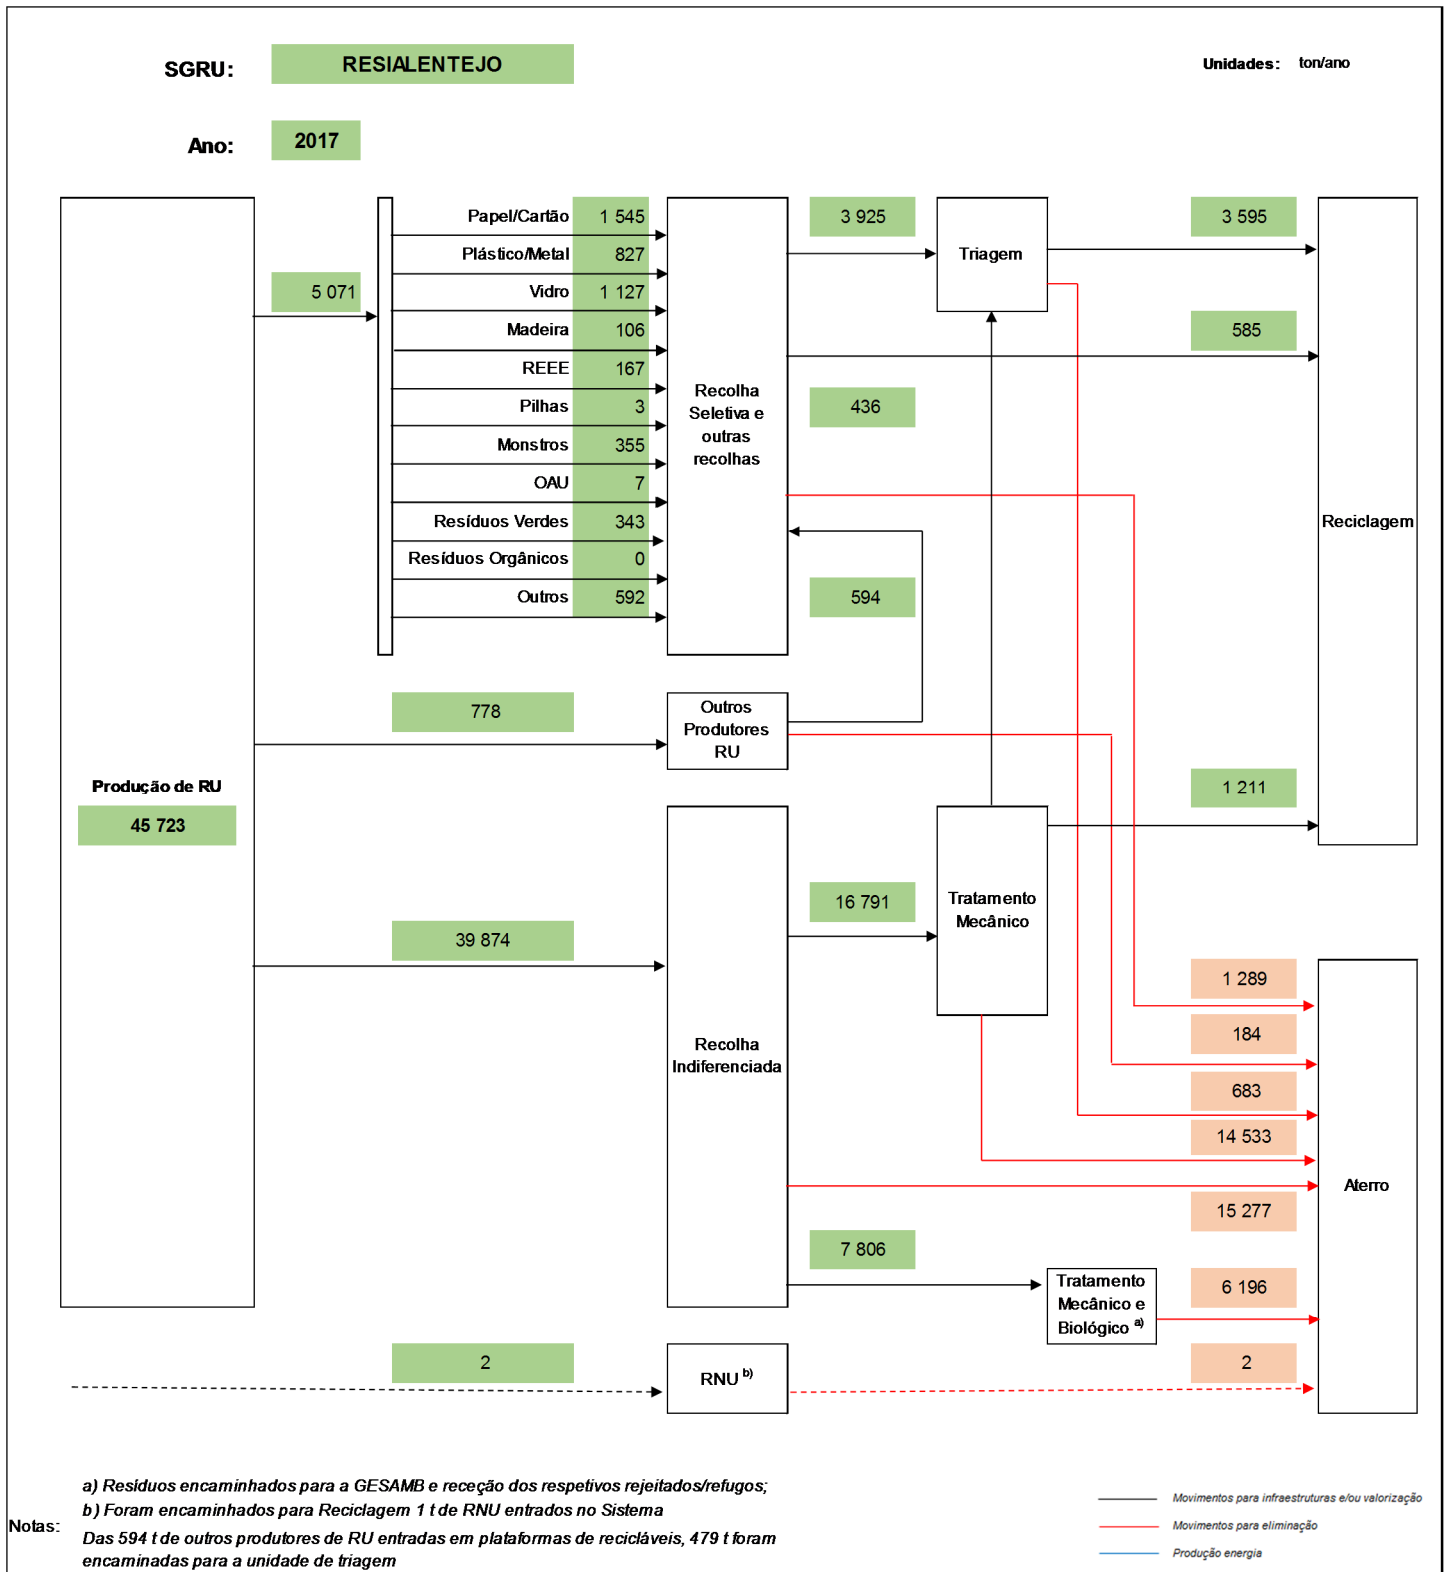 SGRU: RESIALENTEJO
Unidades: ton/ano
Ano: 2017
Papel/Cartão 1 545
Plástico/Metal 827
Vidro 1 127
Madeira 106
REEE 167
Pilhas 3
Monstros 355
OAU 7
Resíduos Verdes 343
Resíduos Orgânicos 0
Outros 592
5 071
Recolha
Seletiva e
outras
recolhas
3 925
Triagem
3 595
585
436
594
Reciclagem
778
Outros
Produtores
RU
Produção de RU
45 723
1 211
16 791
Tratamento
Mecânico
39 874
Recolha
Indiferenciada
1 289
184
683
14 533
15 277
Aterro
7 806
Tratamento
Mecânico e
Biológico a)
6 196
2
RNU b)
2
Notas:
a) Resíduos encaminhados para a GESAMB e receção dos respetivos rejeitados/refugos;
b) Foram encaminhados para Reciclagem 1 t de RNU entrados no Sistema
Das 594 t de outros produtores de RU entradas em plataformas de recicláveis, 479 t foram
encaminadas para a unidade de triagem
Movimentos para infraestruturas e/ou valorização
Movimentos para eliminação
Produção energia